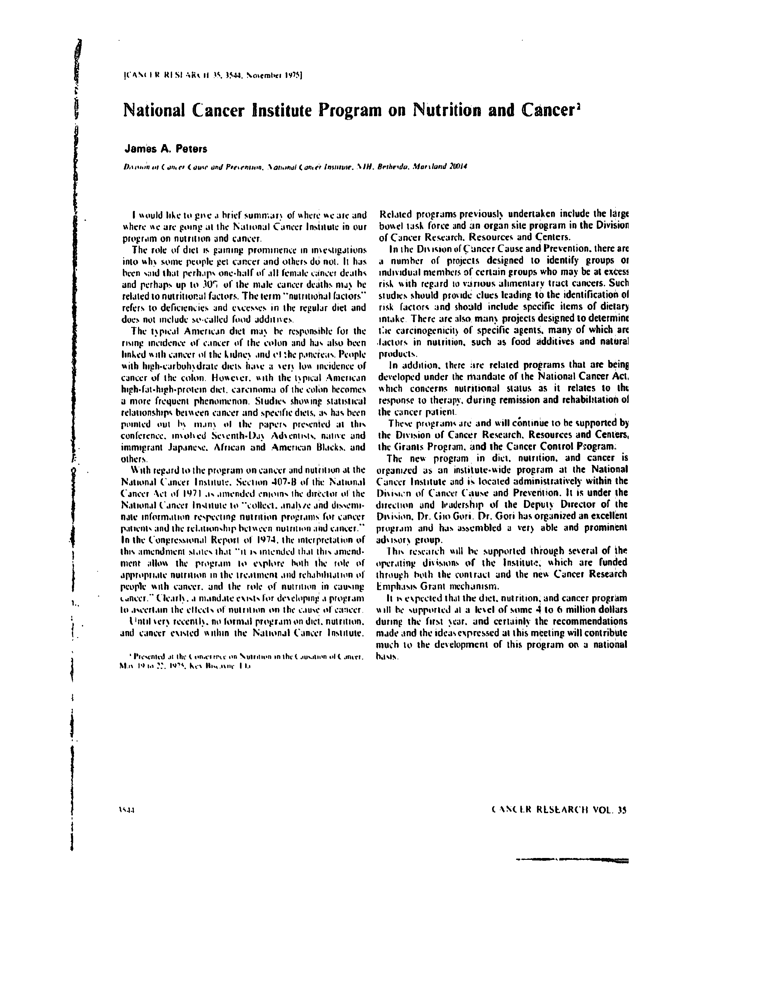 [CANCER RESEARCH 35, 3544, November 1975]
National Cancer Institute Program on Nutrition and Cancer¹
James A. Peters
Division of Cancer Cause and Prevention, National Cancer Institute, NIH, Bethesda, Maryland 20014
I would like to give a brief summary of where we are and
where we are going at the National Cancer Institute in our
program on nutrition and cancer.
The role of diet is gaining prominence in investigations
into why some people get cancer and others do not. It has
been said that perhaps one-half of all female cancer deaths
and perhaps up to 30% of the male cancer deaths may be
related to nutritional factors. The term "nutritional factors"
refers to deficiencies and excesses in the regular diet and
does not include so-called food additives.
The typical American diet may be responsible for the
rising incidence of cancer of the colon and has also been
linked with cancer of the kidney and of the pancreas. People
with high-carbohydrate diets have a very low incidence of
cancer of the colon. However, with the typical American
high-fat-high-protein diet, carcinoma of the colon becomes
a more frequent phenomenon. Studies showing statistical
relationships between cancer and specific diets, as has been
pointed out by many of the papers presented at this
conference, involved Seventh-Day Adventists, native and
immigrant Japanese, African and American Blacks, and
others.
With regard to the program on cancer and nutrition at the
National Cancer Institute, Section 407-B of the National
Cancer Act of 1971 as amended enjoins the director of the
National Cancer Institute to "collect, analyze and dissemi-
nate information respecting nutrition programs for cancer
patients and the relationship between nutrition and cancer."
In the Congressional Report of 1974, the interpretation of
this amendment states that "it is intended that this amend-
ment allow the program to explore both the role of
appropriate nutrition in the treatment and rehabilitation of
people with cancer, and the role of nutrition in causing
cancer." Clearly, a mandate exists for developing a program
to ascertain the effects of nutrition on the cause of cancer.
Until very recently, no formal program on diet, nutrition,
and cancer existed within the National Cancer Institute.
¹ Presented at the Conference on Nutrition in the Causation of Cancer,
May 19 to 22, 1975, Key Biscayne, Fla.
Related programs previously undertaken include the large
bowel task force and an organ site program in the Division
of Cancer Research, Resources and Centers.
In the Division of Cancer Cause and Prevention, there are
a number of projects designed to identify groups or
individual members of certain groups who may be at excess
risk with regard to various alimentary tract cancers. Such
studies should provide clues leading to the identification of
risk factors and should include specific items of dietary
intake. There are also many projects designed to determine
the carcinogenicity of specific agents, many of which are
factors in nutrition, such as food additives and natural
products.
In addition, there are related programs that are being
developed under the mandate of the National Cancer Act,
which concerns nutritional status as it relates to the
response to therapy, during remission and rehabilitation of
the cancer patient.
These programs are and will continue to be supported by
the Division of Cancer Research, Resources and Centers,
the Grants Program, and the Cancer Control Program.
The new program in diet, nutrition, and cancer is
organized as an institute-wide program at the National
Cancer Institute and is located administratively within the
Division of Cancer Cause and Prevention. It is under the
direction and leadership of the Deputy Director of the
Division, Dr. Gio Gori. Dr. Gori has organized an excellent
program and has assembled a very able and prominent
advisory group.
This research will be supported through several of the
operating divisions of the Institute, which are funded
through both the contract and the new Cancer Research
Emphasis Grant mechanism.
It is expected that the diet, nutrition, and cancer program
will be supported at a level of some 4 to 6 million dollars
during the first year, and certainly the recommendations
made and the ideas expressed at this meeting will contribute
much to the development of this program on a national
basis.
3544
CANCER RESEARCH VOL. 35